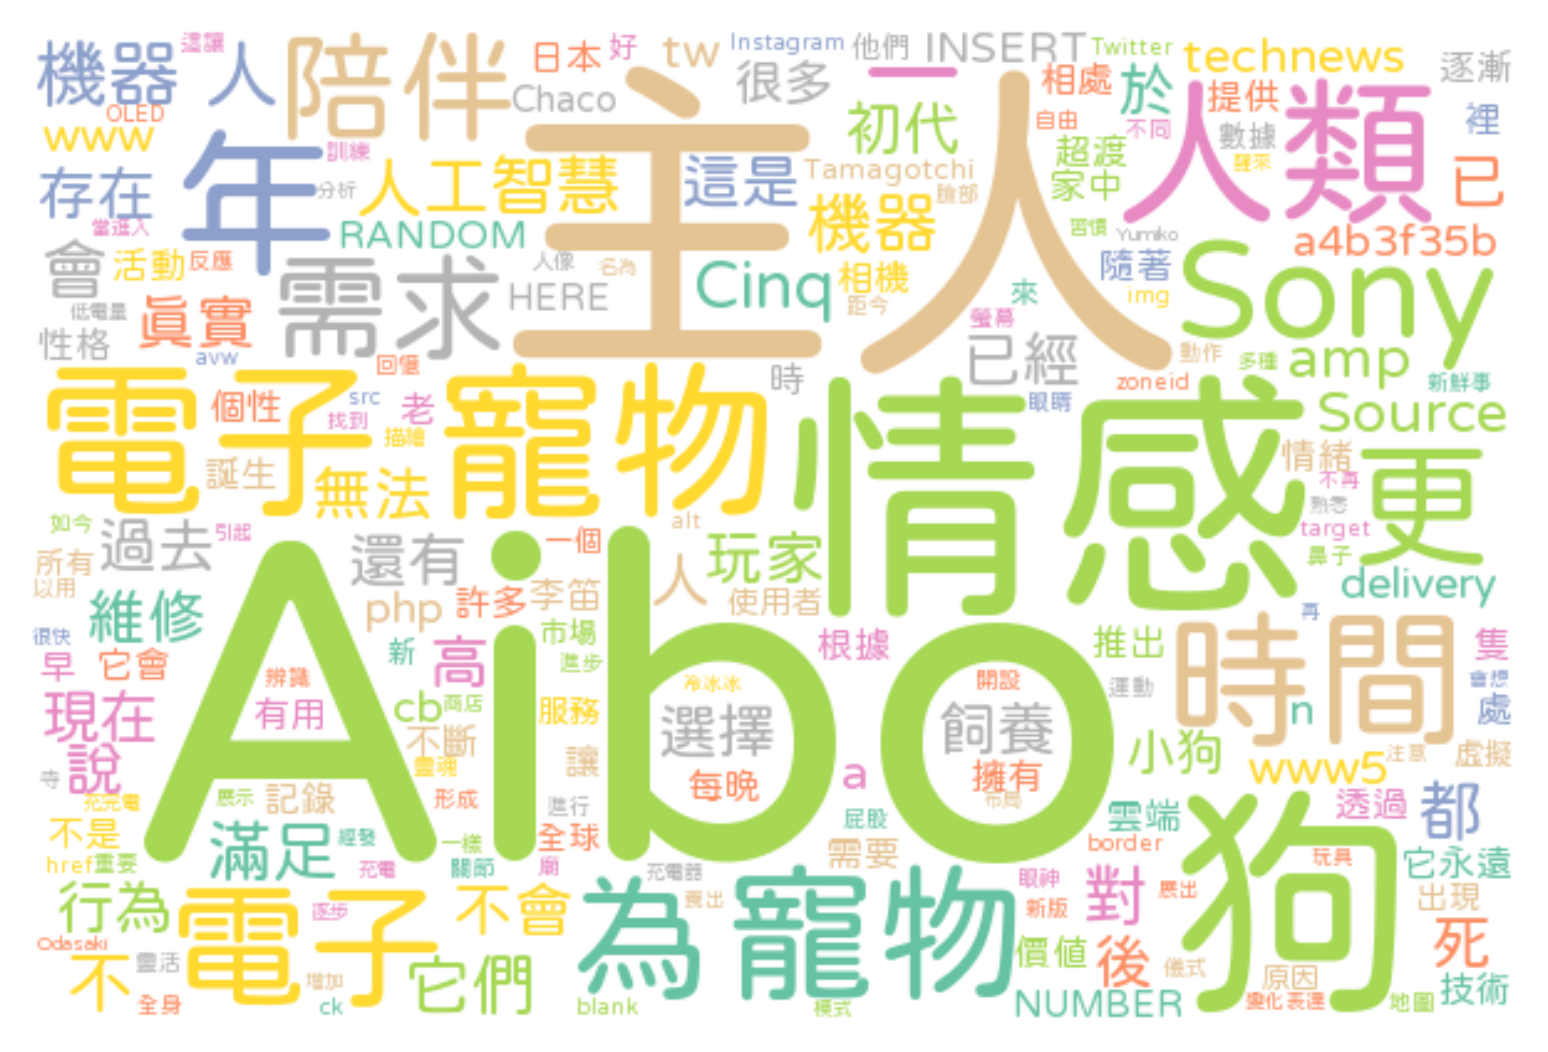 機器 這讓 人 陪伴 日本 好 tw Instagram 他們 INSERT Twitter technews 逐漸
OLED Chaco 很多 一 相處 於 提供 裡
www 年 訓練 主人 初代 自由 不同 人類 數據
存在 分析 人工智慧 這是 Tamagotchi 臉部 超渡 家中 醒來 已
當進入 RANDOM 機器 習慣 Yumiko a4b3f35b
會 活動 反應 需求 人像 名為 Cinq 相機 隨著 Sony
低電量 真實 HERE 距今 來 img
性格 avw 回憶 螢幕 已經 動作 多種 amp
電子寵物 個性 src 找到 老 時 zoneid 眼睛 新鮮事
描繪 情感 Source
誕生 無法 情緒 更 不再
如今 過去 引起 還有 一個 alt 熟悉 target
所有 以用 人 玩家 鼻子 delivery
維修 php 許多 李笛 使用者 再
很快 Aibo 新 高 市場 根據 推出 時間 隻
早 它會 辨識 進步 冷冰冰 開設 運動 會想
現在 有用 cb 商店 服務 選擇 飼養 n 處
說 不斷 靈魂 讓 每晚 a 擁有 小狗 www5 注意 虛擬
寺 充完電 展示 記錄 形成 進行 布局 狗 透過 都
不是 滿足 經發 一樣 全球 屁股 雲端
href 重要 充電 關節 廟 充電器 需要 border 玩具 它永遠
行為 電子 逐步 不會 為 養出 寵物 眼神 新版 對 展出 出現
Odasaki 價值 後 儀式 死
不 靈活 增加 它們 原因 技術
全身 ck blank 模式 NUMBER 變化 表達 地圖